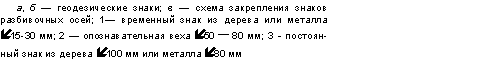 а, б — геодезические знаки; в — схема закрепления знаков
разбивочных осей; 1— временный знак из дерева или металла
🡿15-30 мм; 2 — опознавательная веха 🡿60 — 80 мм; 3 - постоян-
ный знак из дерева 🡿100 мм или металла 🡿80 мм